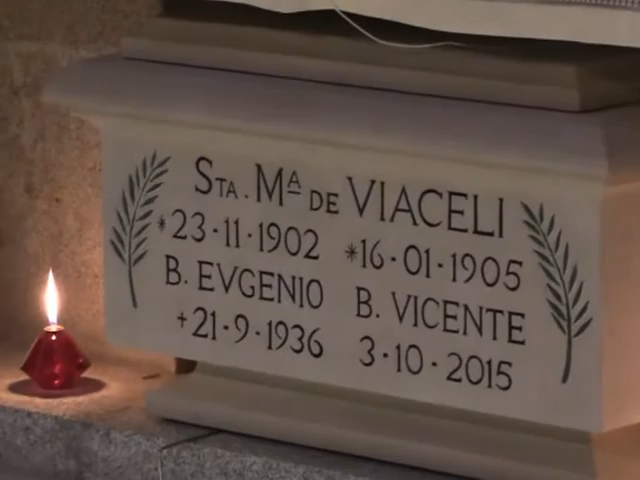 STA. Mª DE VIACELI
*23·11·1902 *16·01·1905
B. EVGENIO B. VICENTE
+21·9·1936 3·10·2015